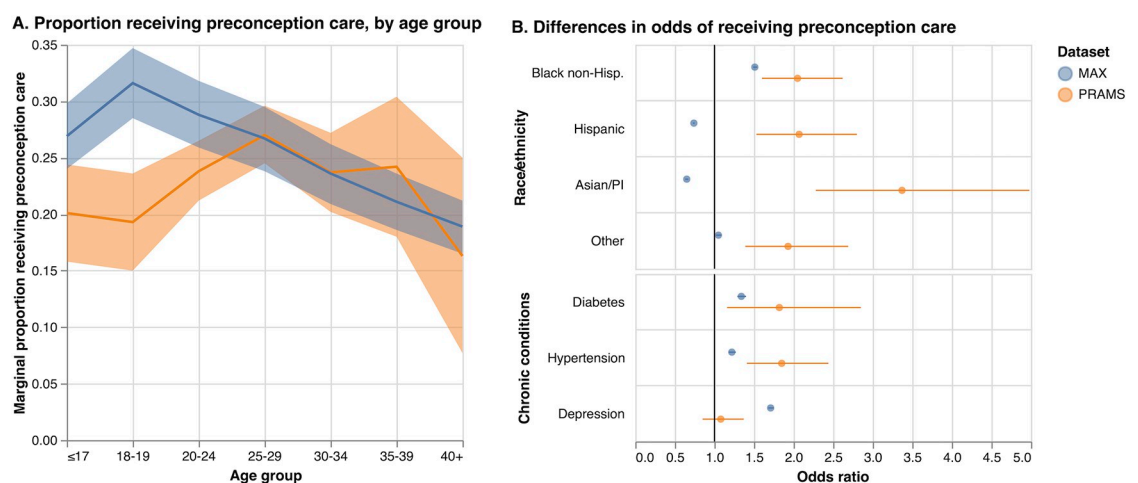 A. Proportion receiving preconception care, by age group
Marginal proportion receiving preconception care
0.35
0.30
0.25
0.20
0.15
0.10
0.05
0.00
≤17 18-19 20-24 25-29 30-34 35-39 40+
Age group
B. Differences in odds of receiving preconception care
Race/ethnicity
Black non-Hisp.
Hispanic
Asian/PI
Other
Chronic conditions
Diabetes
Hypertension
Depression
0.0 0.5 1.0 1.5 2.0 2.5 3.0 3.5 4.0 4.5 5.0
Odds ratio
Dataset
MAX
PRAMS